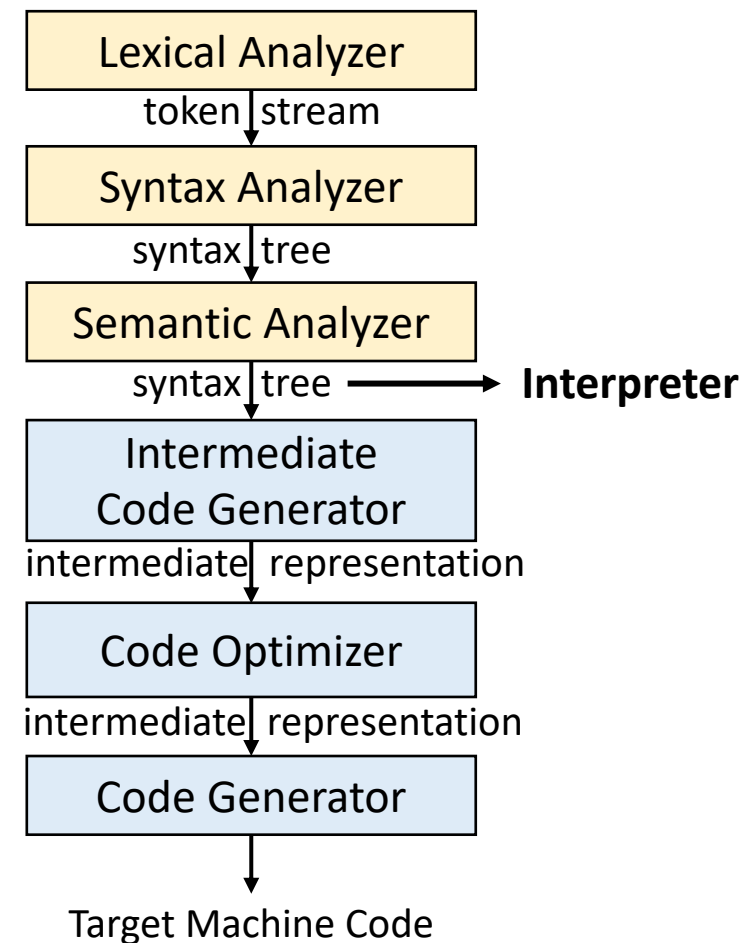 Lexical Analyzer
token stream
Syntax Analyzer
syntax tree
Semantic Analyzer
syntax tree Interpreter
Intermediate
Code Generator
intermediate representation
Code Optimizer
intermediate representation
Code Generator
Target Machine Code